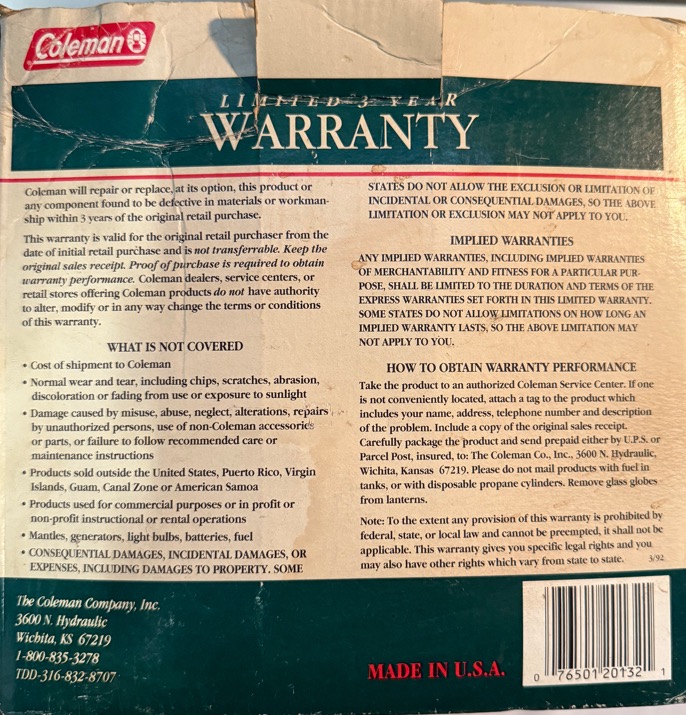 Coleman
LIMITED 3 YEAR
WARRANTY
Coleman will repair or replace, at its option, this product or
any component found to be defective in materials or workman-
ship within 3 years of the original retail purchase.
This warranty is valid for the original retail purchaser from the
date of initial retail purchase and is not transferrable. Keep the
original sales receipt. Proof of purchase is required to obtain
warranty performance. Coleman dealers, service centers, or
retail stores offering Coleman products do not have authority
to alter, modify or in any way change the terms or conditions
of this warranty.
WHAT IS NOT COVERED
• Cost of shipment to Coleman
• Normal wear and tear, including chips, scratches, abrasion,
discoloration or fading from use or exposure to sunlight
• Damage caused by misuse, abuse, neglect, alterations, repairs
by unauthorized persons, use of non-Coleman accessories
or parts, or failure to follow recommended care or
maintenance instructions
• Products sold outside the United States, Puerto Rico, Virgin
Islands, Guam, Canal Zone or American Samoa
• Products used for commercial purposes or in profit or
non-profit instructional or rental operations
• Mantles, generators, light bulbs, batteries, fuel
• CONSEQUENTIAL DAMAGES, INCIDENTAL DAMAGES, OR
EXPENSES, INCLUDING DAMAGES TO PROPERTY. SOME
STATES DO NOT ALLOW THE EXCLUSION OR LIMITATION OF
INCIDENTAL OR CONSEQUENTIAL DAMAGES, SO THE ABOVE
LIMITATION OR EXCLUSION MAY NOT APPLY TO YOU.
IMPLIED WARRANTIES
ANY IMPLIED WARRANTIES, INCLUDING IMPLIED WARRANTIES
OF MERCHANTABILITY AND FITNESS FOR A PARTICULAR PUR-
POSE, SHALL BE LIMITED TO THE DURATION AND TERMS OF THE
EXPRESS WARRANTIES SET FORTH IN THIS LIMITED WARRANTY.
SOME STATES DO NOT ALLOW LIMITATIONS ON HOW LONG AN
IMPLIED WARRANTY LASTS, SO THE ABOVE LIMITATION MAY
NOT APPLY TO YOU.
HOW TO OBTAIN WARRANTY PERFORMANCE
Take the product to an authorized Coleman Service Center. If one
is not conveniently located, attach a tag to the product which
includes your name, address, telephone number and description
of the problem. Include a copy of the original sales receipt.
Carefully package the product and send prepaid either by U.P.S. or
Parcel Post, insured, to: The Coleman Co., Inc., 3600 N. Hydraulic,
Wichita, Kansas 67219. Please do not mail products with fuel in
tanks, or with disposable propane cylinders. Remove glass globes
from lanterns.
Note: To the extent any provision of this warranty is prohibited by
federal, state, or local law and cannot be preempted, it shall not be
applicable. This warranty gives you specific legal rights and you
may also have other rights which vary from state to state. 3/92
The Coleman Company, Inc.
3600 N. Hydraulic
Wichita, KS 67219
1-800-835-3278
TDD-316-832-8707
MADE IN U.S.A.
0 76501 20132 1